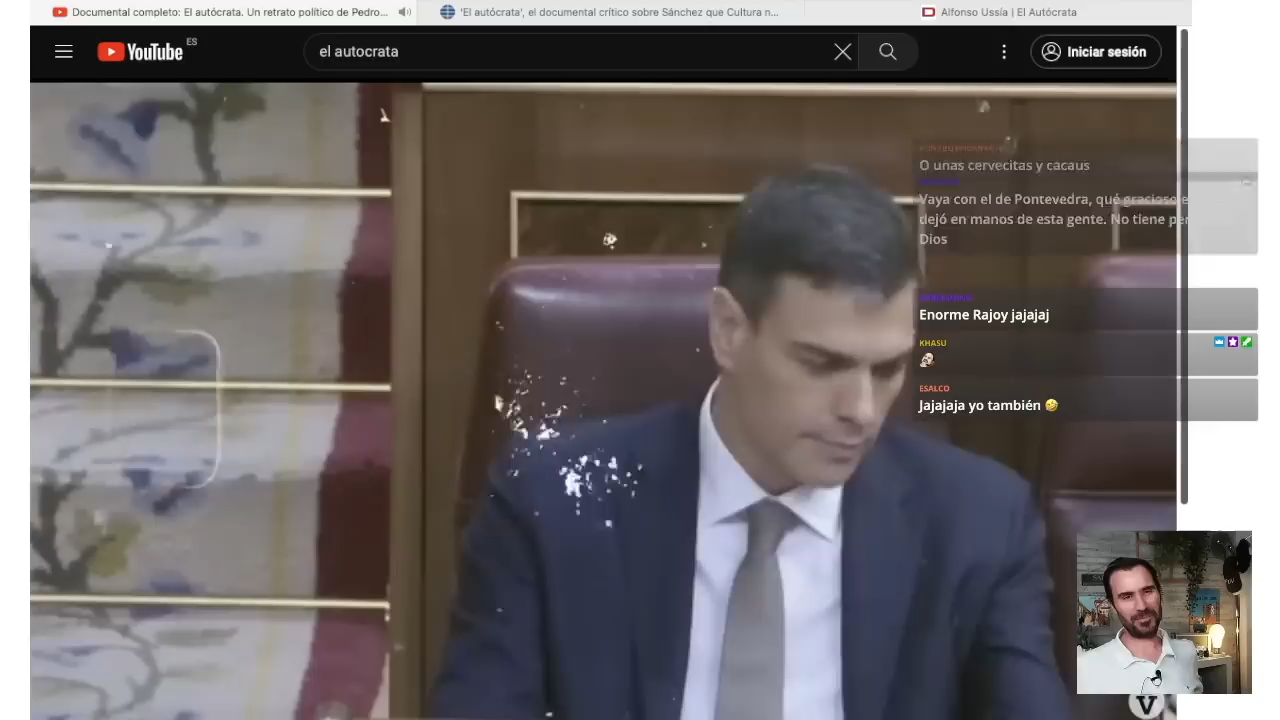 Documental completo: El autócrata. Un retrato político de Pedro...
'El autócrata', el documental crítico sobre Sánchez que Cultura n...
Alfonso Ussía | El Autócrata
YouTube ES
el autocrata
Iniciar sesión
O unas cervecitas y cacaus
Vaya con el de Pontevedra, qué gracioso e
dejó en manos de esta gente. No tiene per
Dios
Enorme Rajoy jajajaj
KHASU
ESALCO
Jajajaja yo también 🤣
V